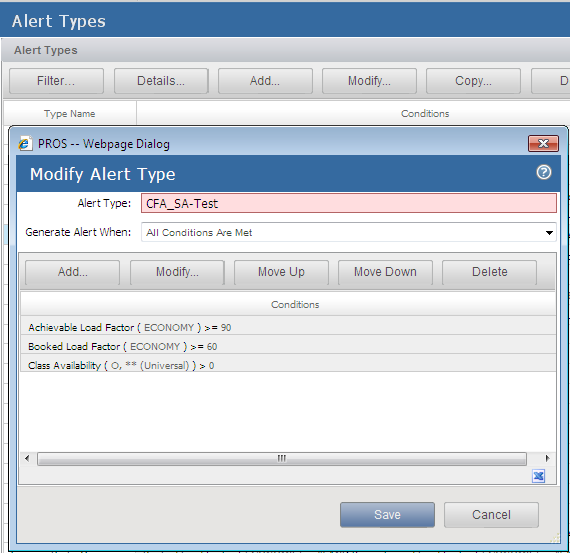 Alert Types
Alert Types
Filter... Details... Add... Modify... Copy... D
Type Name Conditions
PROS -- Webpage Dialog
Modify Alert Type
Alert Type: CFA_SA-Test
Generate Alert When: All Conditions Are Met
Add... Modify... Move Up Move Down Delete
Conditions
Achievable Load Factor ( ECONOMY ) >= 90
Booked Load Factor ( ECONOMY ) >= 60
Class Availability ( O, ** (Universal) ) > 0
Save Cancel